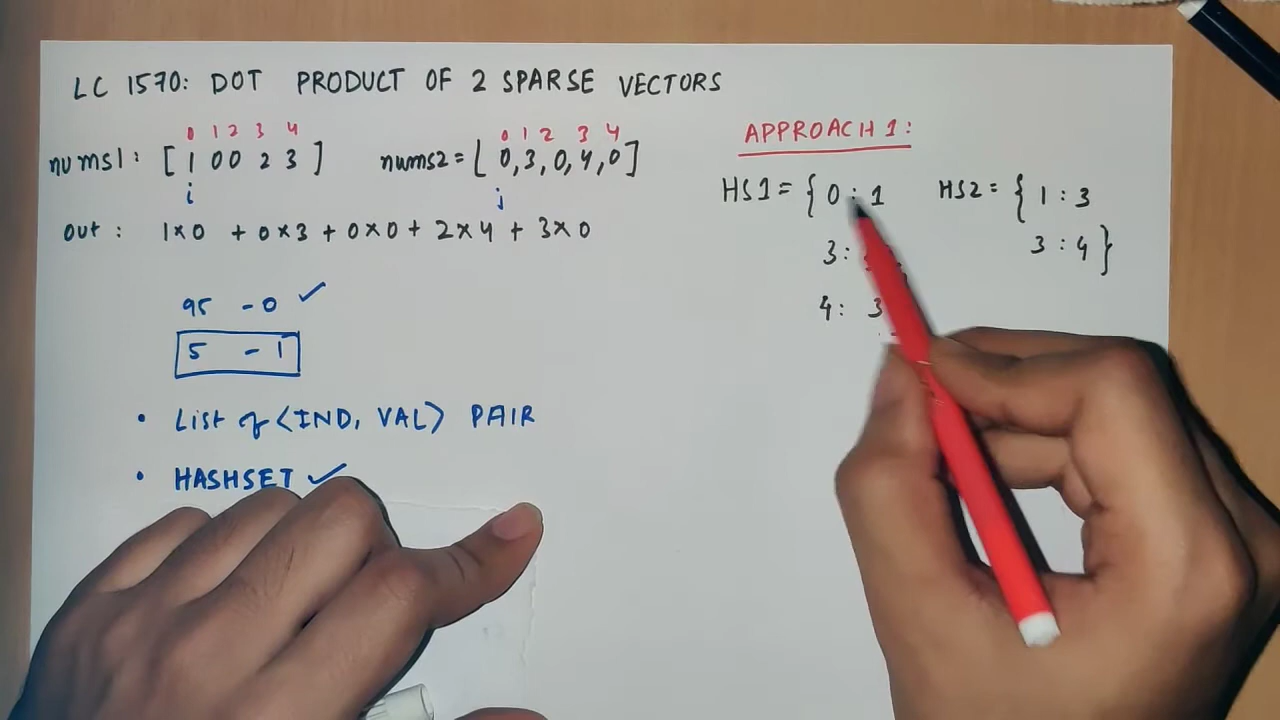 LC 1570: DOT PRODUCT OF 2 SPARSE VECTORS
0 1 2 3 4
nums1: [ 1 0 0 2 3 ]
i
0 1 2 3 4
nums2= [ 0,3,0,4,0]
j
out: 1×0 + 0×3 + 0×0 + 2×4 + 3×0
95 - 0 ✓
5 - 1
• List of <IND, VAL> PAIR
• HASHSET ✓
APPROACH 1:
HS1 = { 0 : 1
3:
4: 3
HS2 = { 1 : 3
3 : 4 }